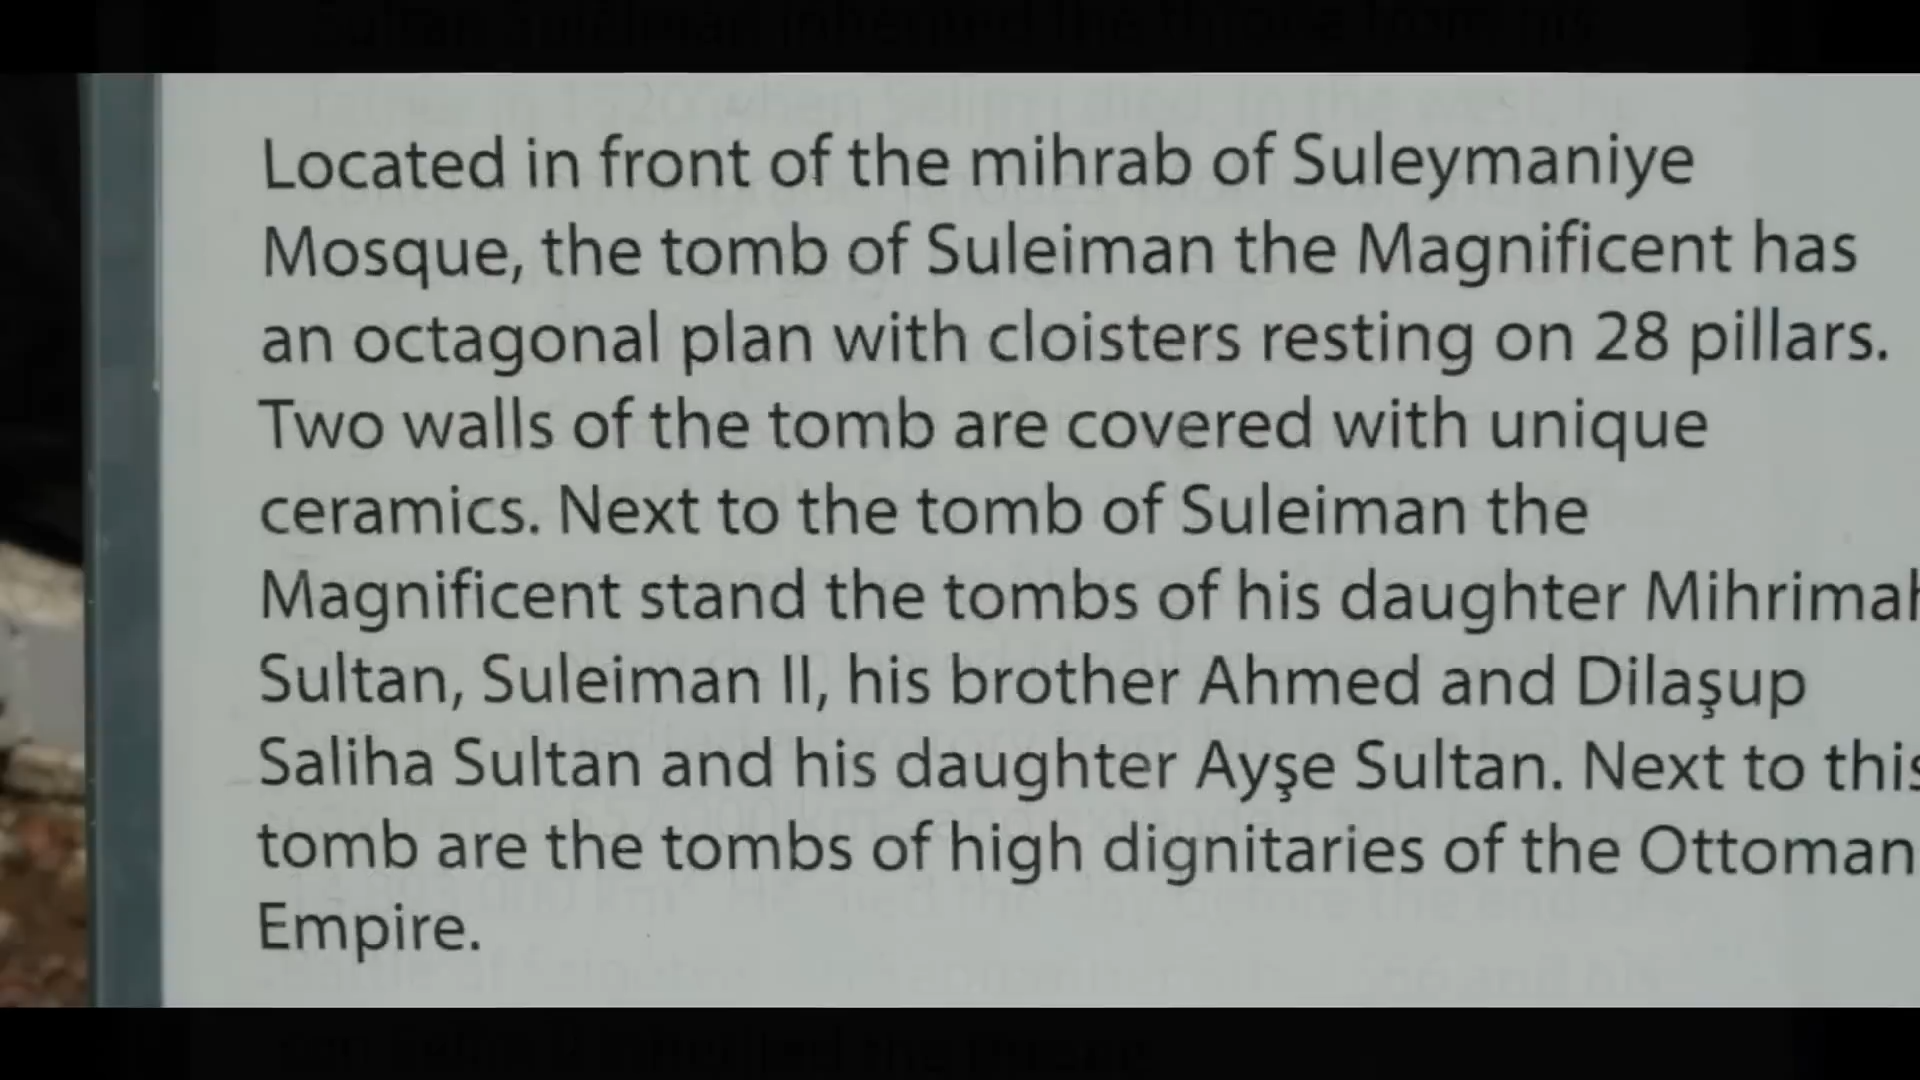 Located in front of the mihrab of Suleymaniye
Mosque, the tomb of Suleiman the Magnificent has
an octagonal plan with cloisters resting on 28 pillars.
Two walls of the tomb are covered with unique
ceramics. Next to the tomb of Suleiman the
Magnificent stand the tombs of his daughter Mihrimah
Sultan, Suleiman II, his brother Ahmed and Dilaşup
Saliha Sultan and his daughter Ayşe Sultan. Next to this
tomb are the tombs of high dignitaries of the Ottoman
Empire.